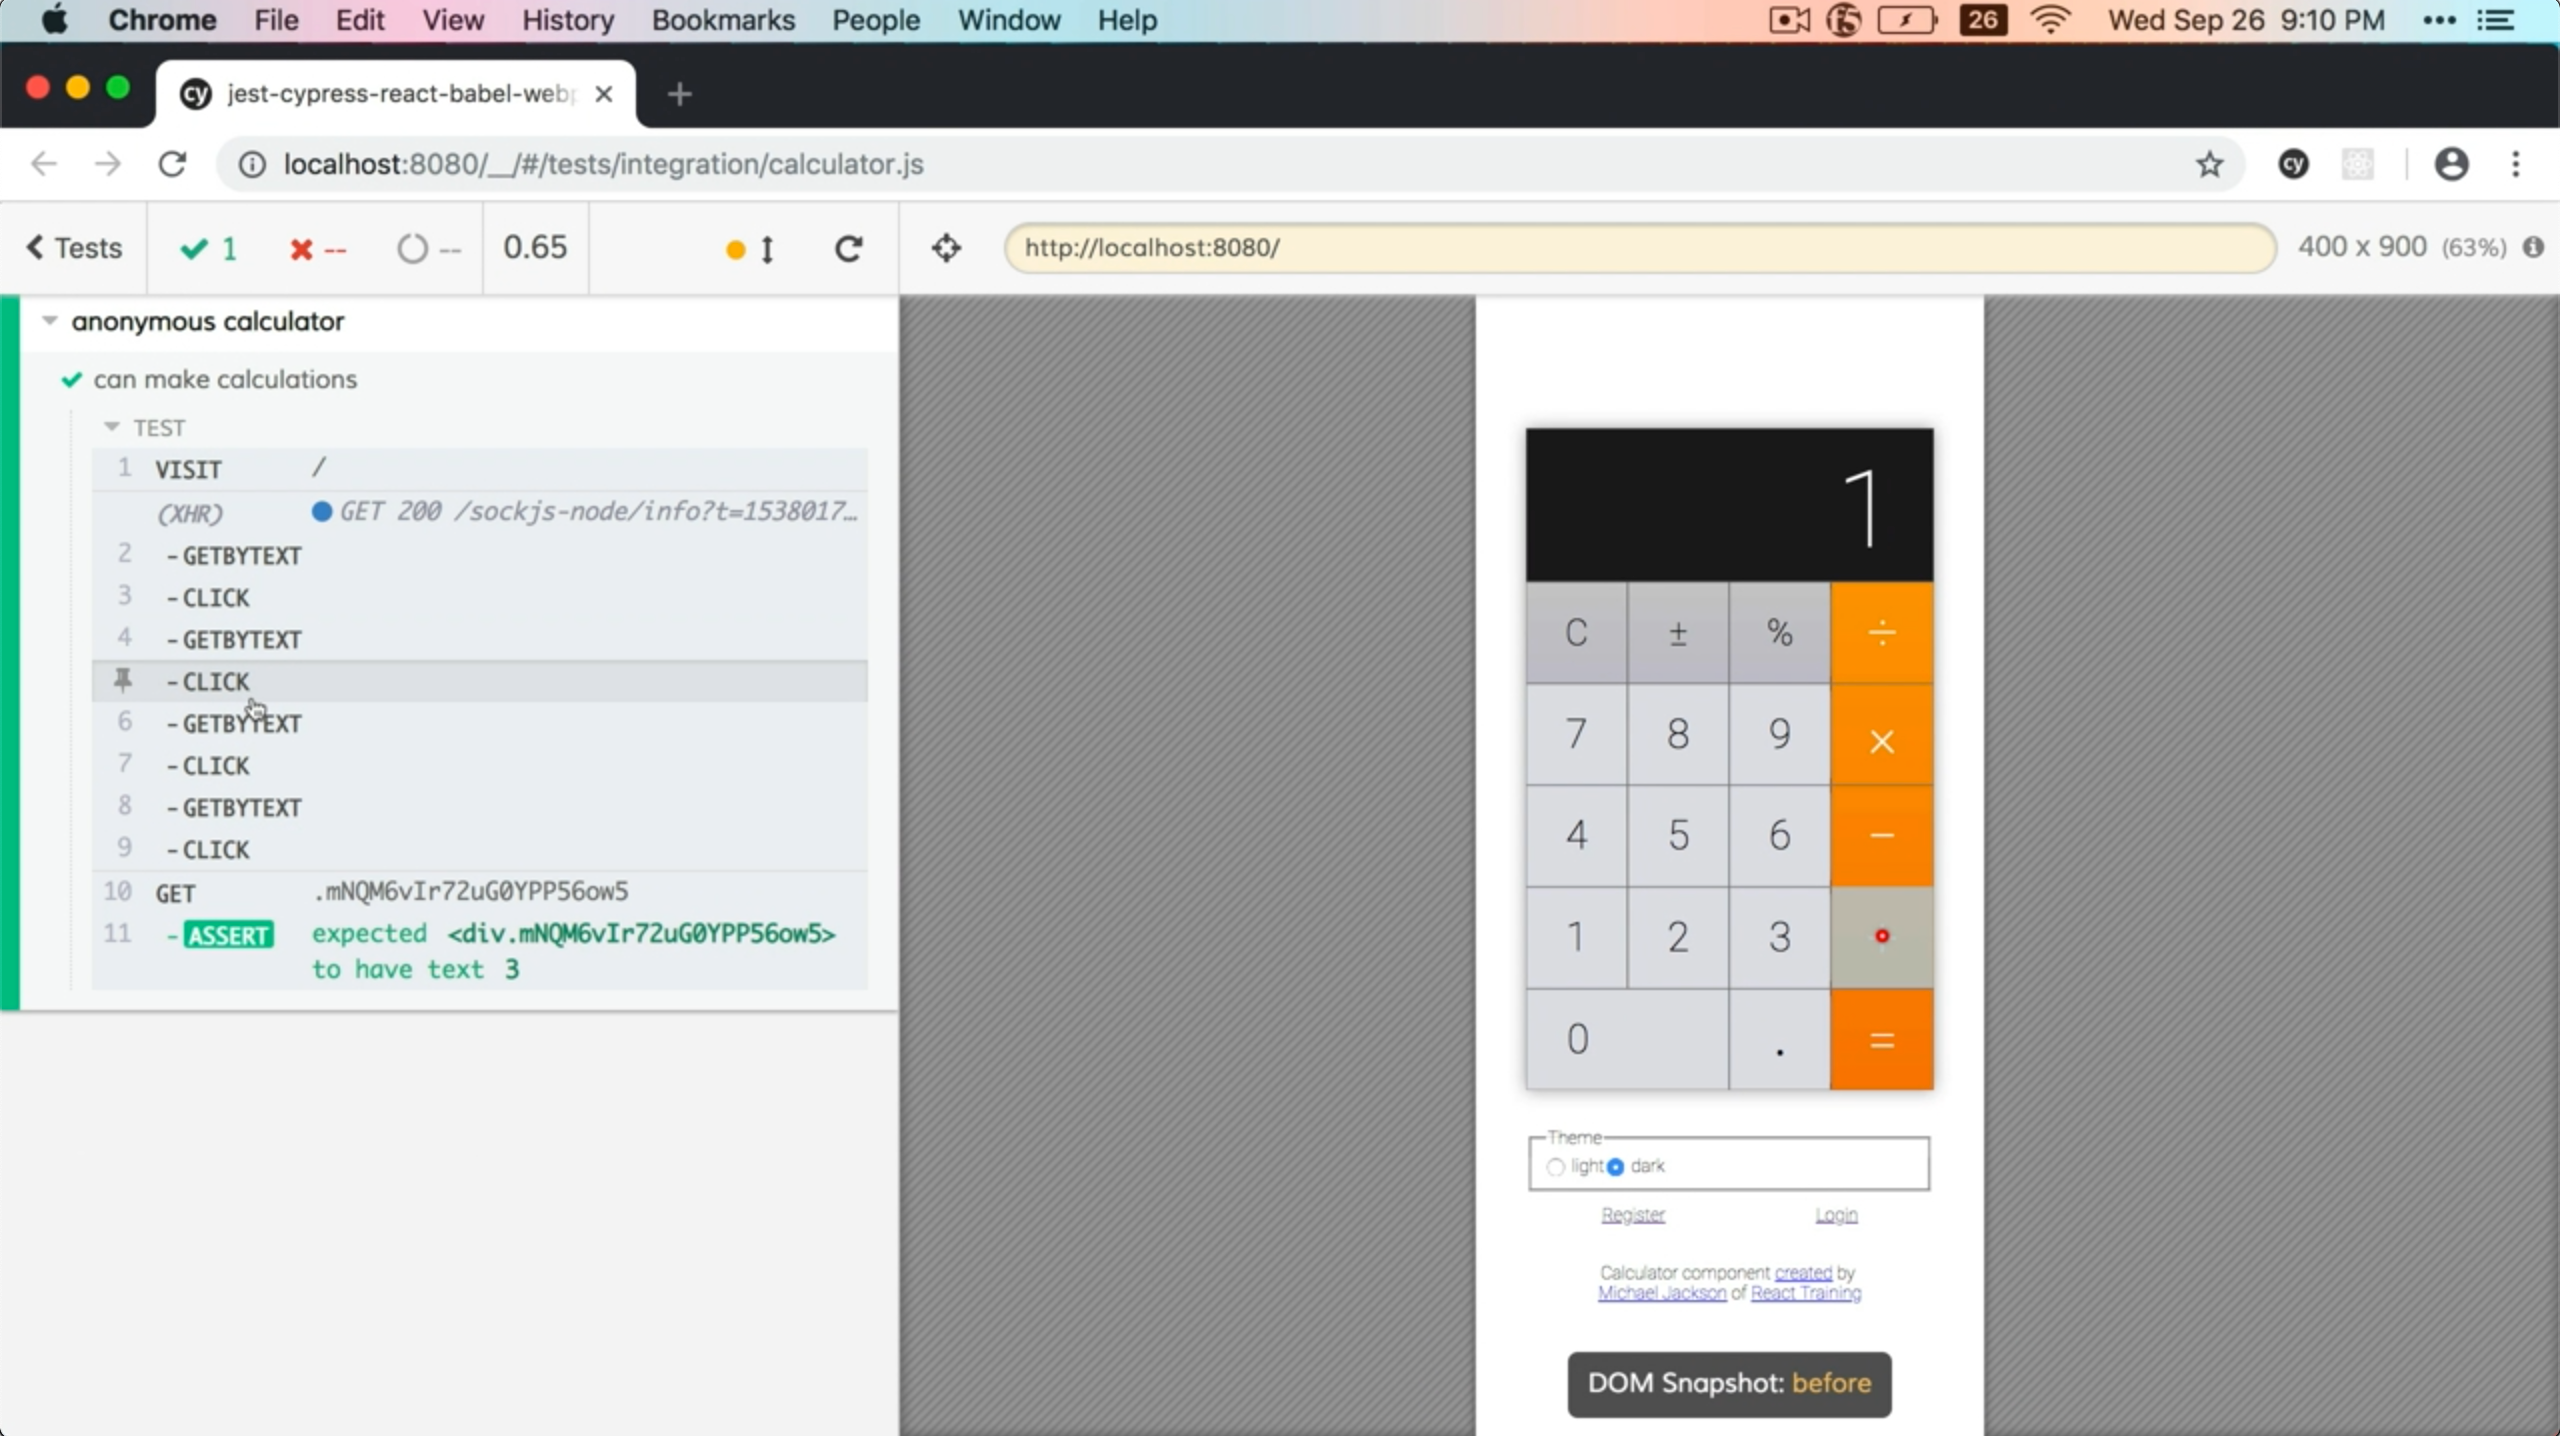 Chrome File Edit View History Bookmarks People Window Help 26 Wed Sep 26 9:10 PM
cy jest-cypress-react-babel-webp
localhost:8080/__/#/tests/integration/calculator.js cy
Tests 1 -- -- 0.65 http://localhost:8080/ 400 x 900 (63%)
anonymous calculator
can make calculations
TEST
1 VISIT /
(XHR) GET 200 /sockjs-node/info?t=1538017…
2 -GETBYTEXT
3 -CLICK
4 -GETBYTEXT
-CLICK
6 -GETBYTEXT
7 -CLICK
8 -GETBYTEXT
9 -CLICK
10 GET .mNQM6vIr72uG0YPP56ow5
11 -ASSERT expected <div.mNQM6vIr72uG0YPP56ow5>
to have text 3
1
C ± % ÷
7 8 9 ×
4 5 6 −
1 2 3
0 . =
Theme
light dark
Register Login
Calculator component created by
Michael Jackson of React Training
DOM Snapshot: before